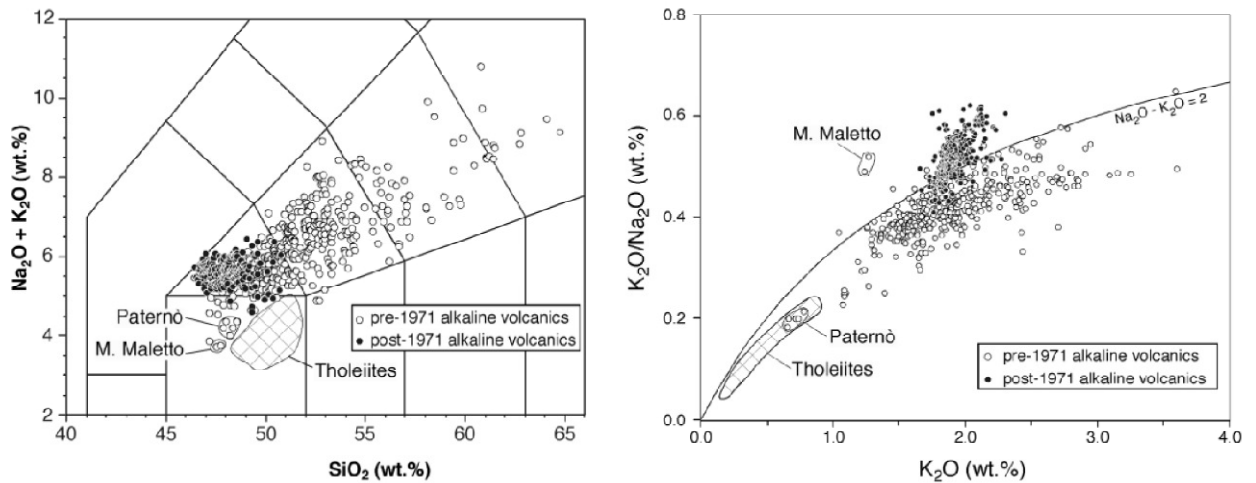 12
10
8
6
4
2
Na2O + K2O (wt.%)
Paternò
M. Maletto
Tholeiites
pre-1971 alkaline volcanics
post-1971 alkaline volcanics
40 45 50 55 60 65
SiO2 (wt.%)
0.8
0.6
0.4
0.2
0.0
K2O/Na2O (wt.%)
Na2O - K2O = 2
M. Maletto
Paternò
Tholeiites
pre-1971 alkaline volcanics
post-1971 alkaline volcanics
0.0 1.0 2.0 3.0 4.0
K2O (wt.%)